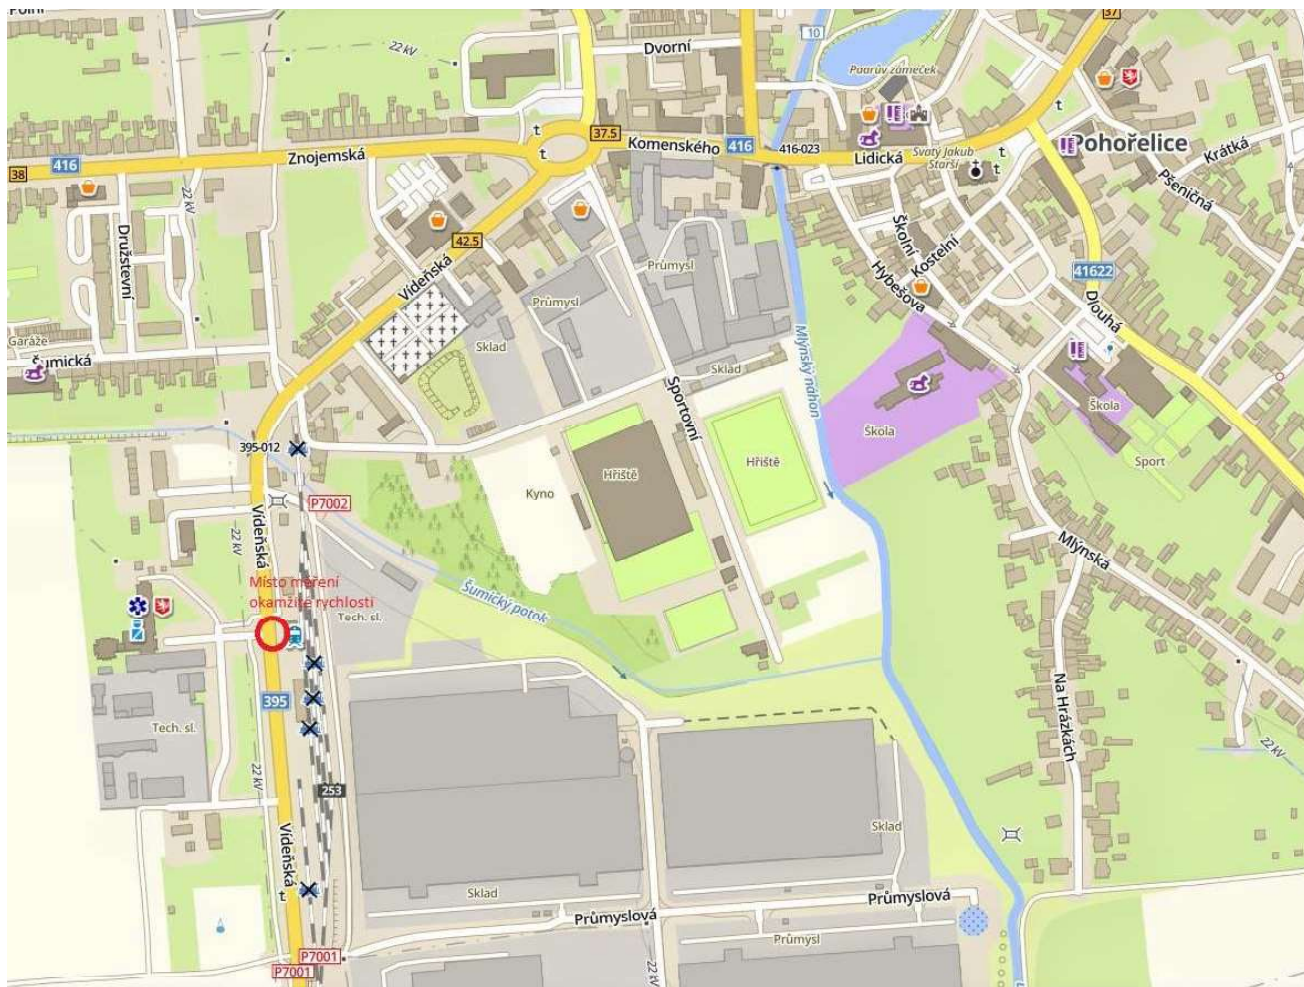 Polní
37
10
22 kV
Dvorní
Paarův zámeček
37.5
416
Znojemská
Komenského
416
416-023
Lidická
Svatý Jakub
Starší
Pohořelice
Krátká
38
t
t
t
t
t
22 kV
Pšeničná
Družstevní
42.5
Školní
Kostelní
Vídeňská
Průmysl
Hybešova
41622
Průmysl
Dlouhá
Garáže
Sklad
Mlýnský náhon
Šumická
Sklad
Sportovní
Škola
Škola
395-012
Hřiště
Hřiště
Sport
Kyno
P7002
Vídeňská
22 kV
Mlýnská
Místo měření
okamžité rychlosti
Šumický potok
Tech. sl.
395
Na Hrázkách
Tech. sl.
22 kV
22 kV
253
Sklad
Vídeňská
t
Sklad
Průmyslová
Průmyslová
Průmysl
P7001
P7001
22 kV